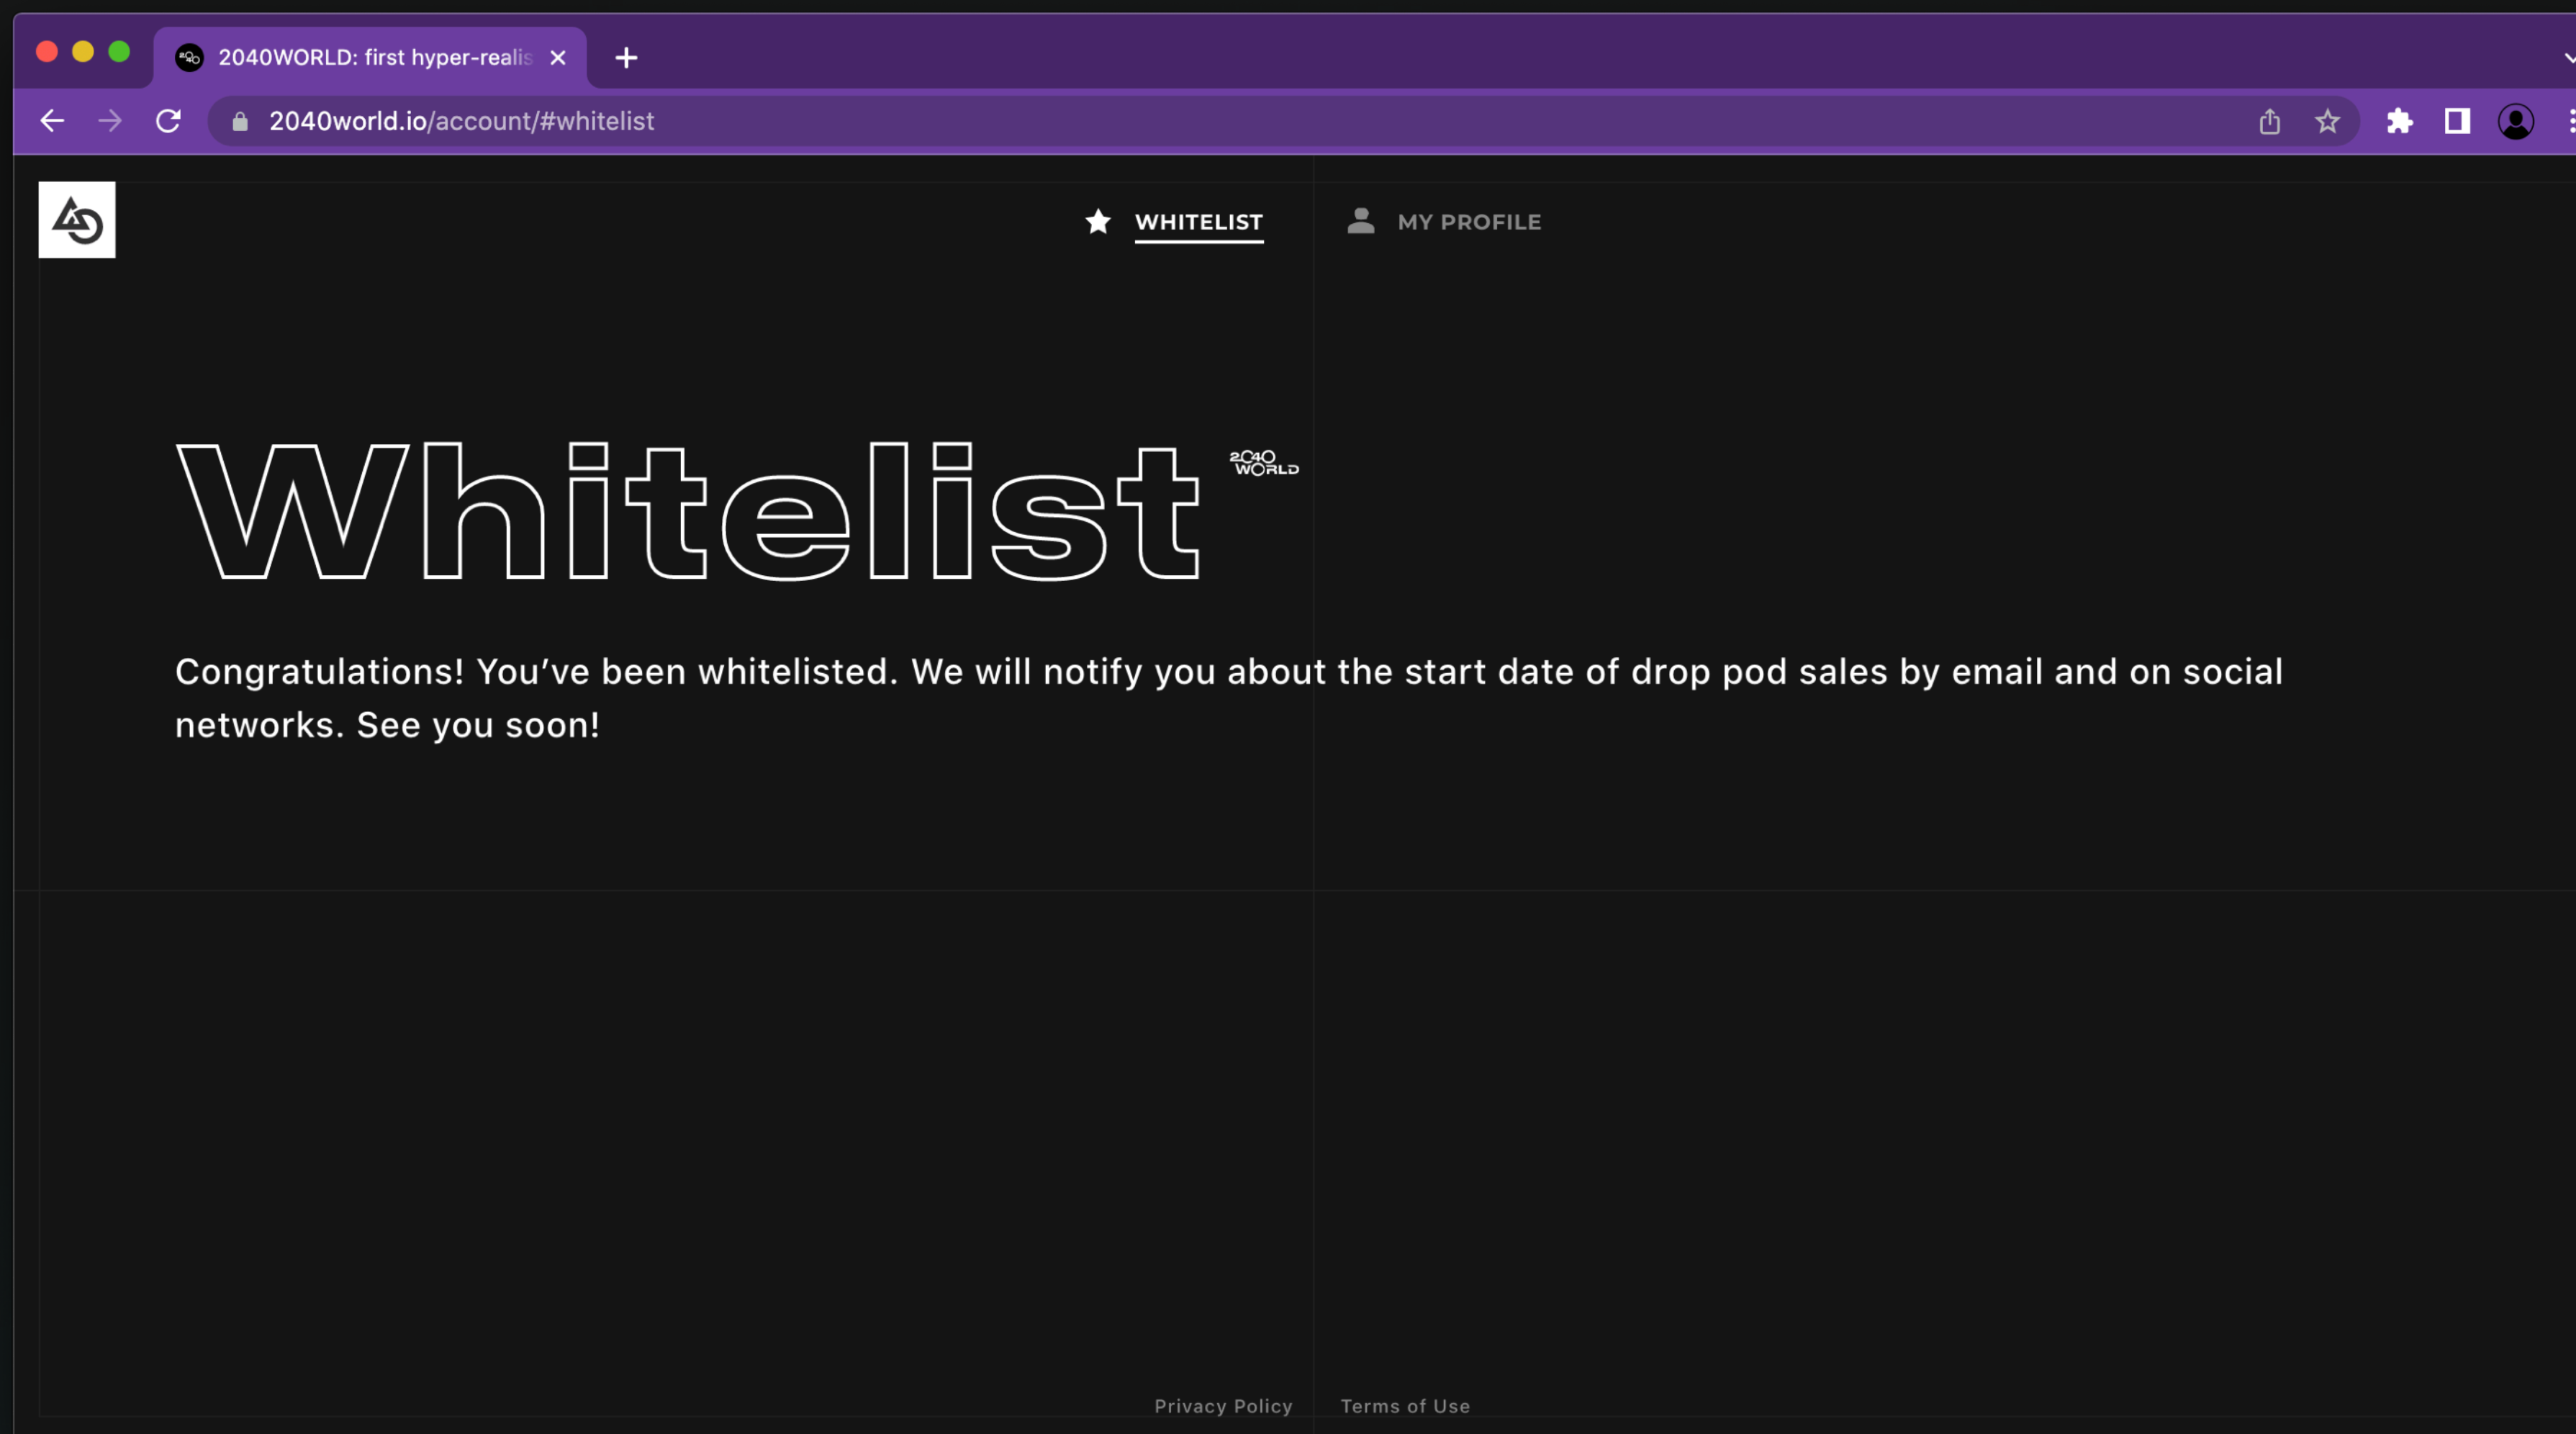 2040WORLD: first hyper-realis
2040world.io/account/#whitelist
WHITELIST
MY PROFILE
Whitelist
2040
WORLD
Congratulations! You’ve been whitelisted. We will notify you about the start date of drop pod sales by email and on social
networks. See you soon!
Privacy Policy
Terms of Use